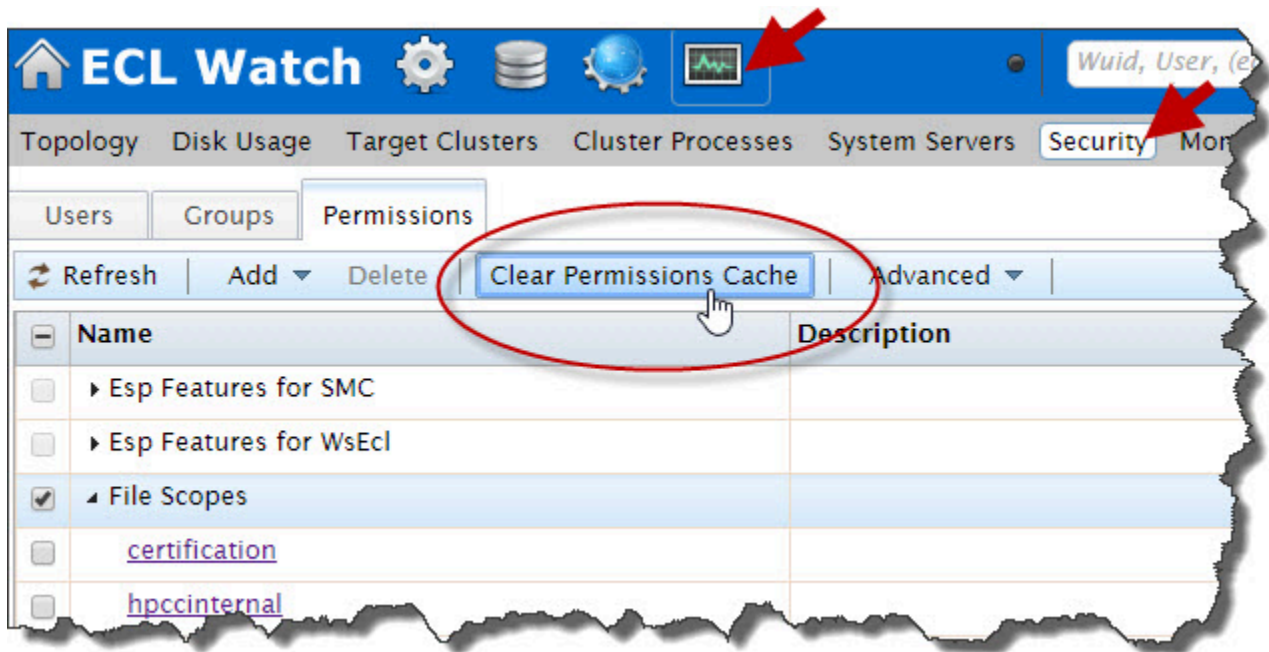 ECL Watch Wuid, User, (e
Topology Disk Usage Target Clusters Cluster Processes System Servers Security Mon
Users Groups Permissions
Refresh Add Delete Clear Permissions Cache Advanced
Name Description
Esp Features for SMC
Esp Features for WsEcl
File Scopes
certification
hpccinternal